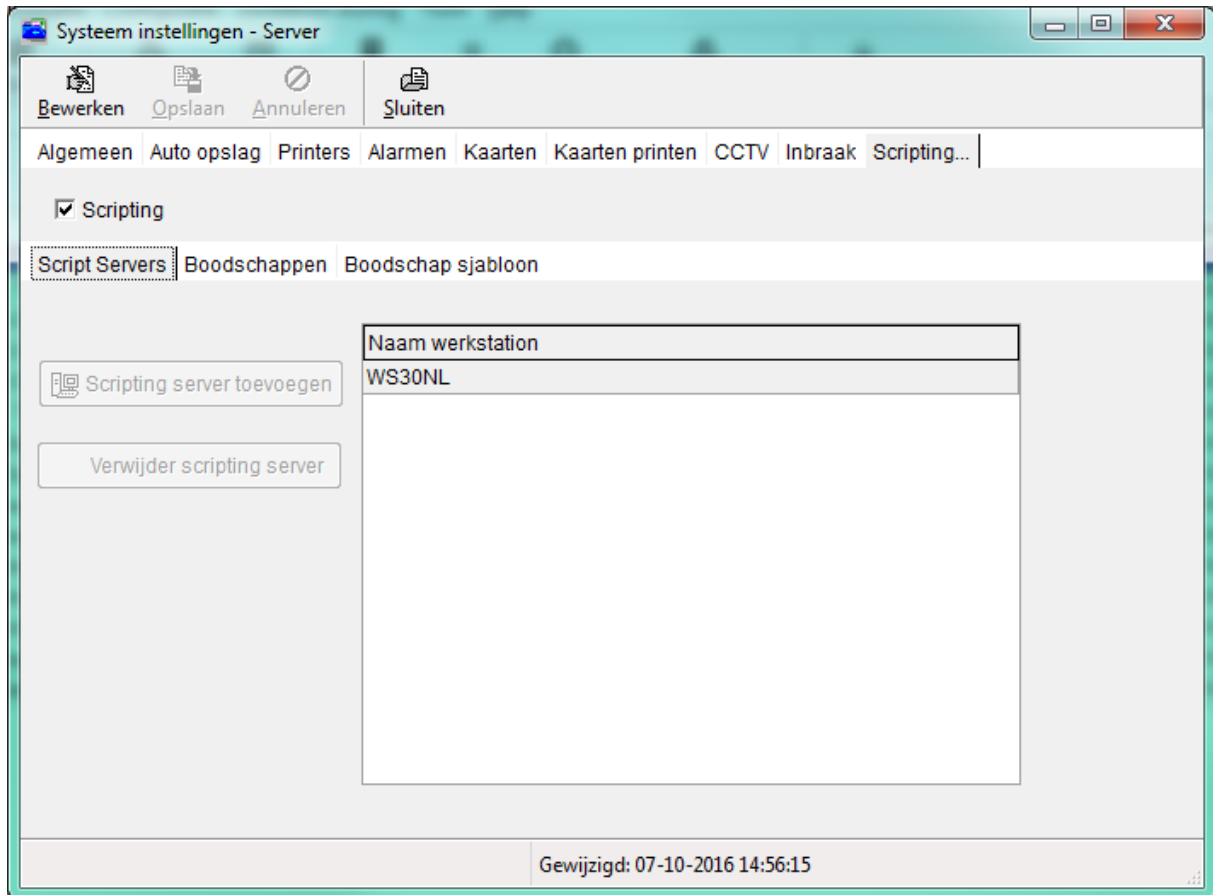 Systeem instellingen - Server
Bewerken Opslaan Annuleren Sluiten
Algemeen Auto opslag Printers Alarmen Kaarten Kaarten printen CCTV Inbraak Scripting...
Scripting
Script Servers Boodschappen Boodschap sjabloon
Naam werkstation
Scripting server toevoegen WS30NL
Verwijder scripting server
Gewijzigd: 07-10-2016 14:56:15